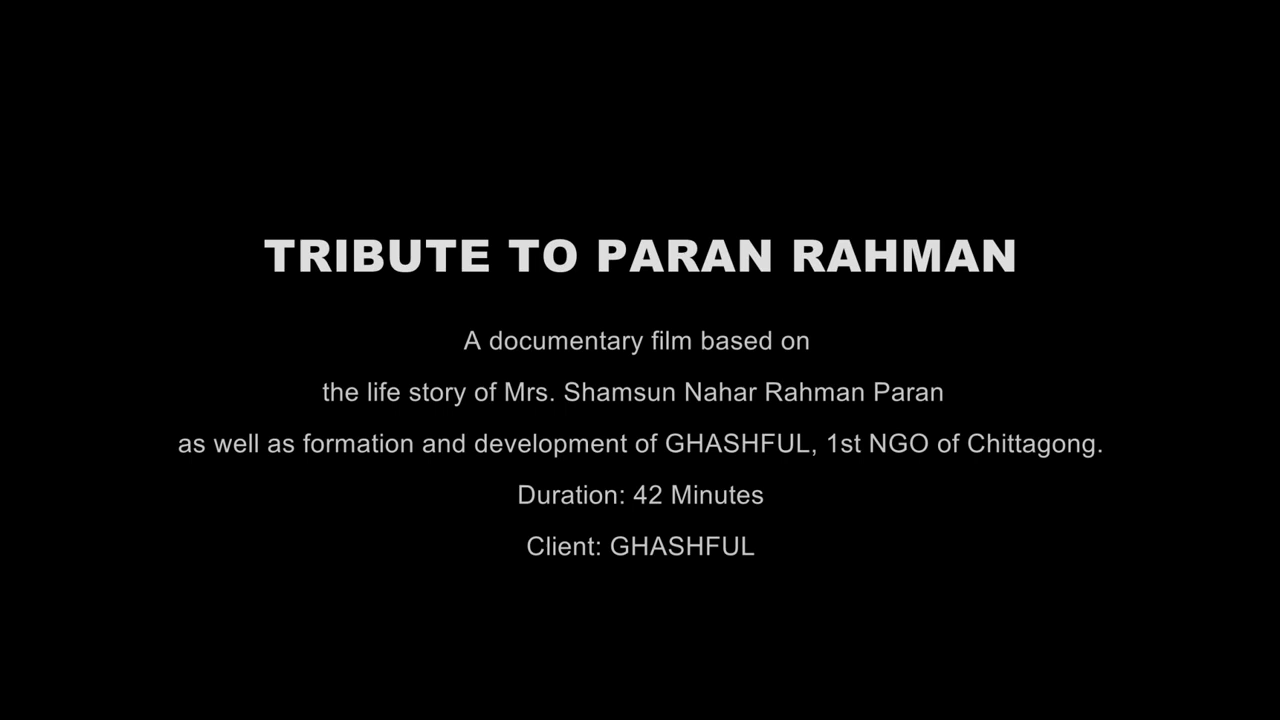 TRIBUTE TO PARAN RAHMAN
A documentary film based on
the life story of Mrs. Shamsun Nahar Rahman Paran
as well as formation and development of GHASHFUL, 1st NGO of Chittagong.
Duration: 42 Minutes
Client: GHASHFUL